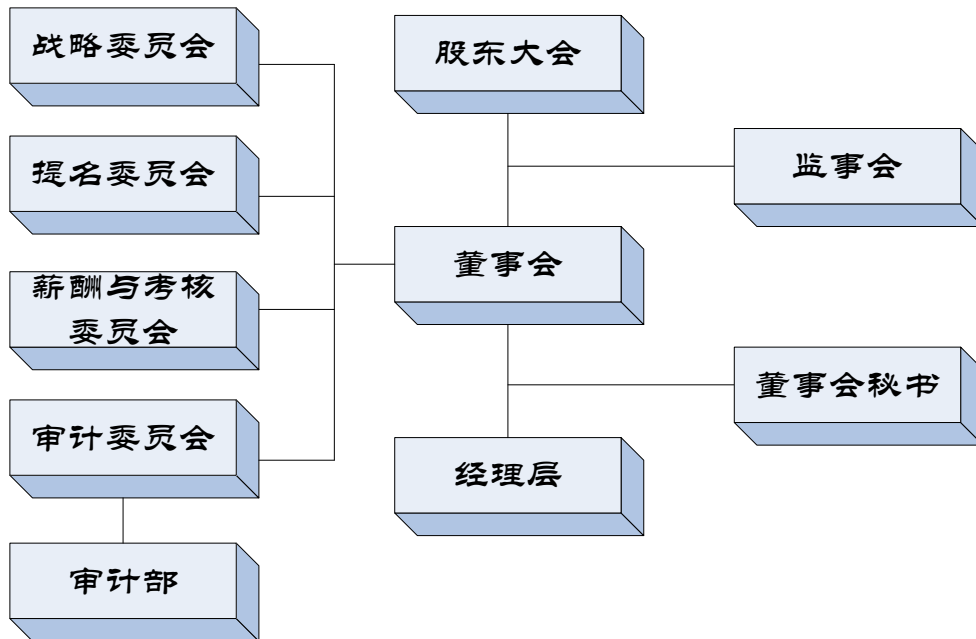 战略委员会
股东大会
提名委员会
监事会
董事会
薪酬与考核
委员会
董事会秘书
审计委员会
经理层
审计部